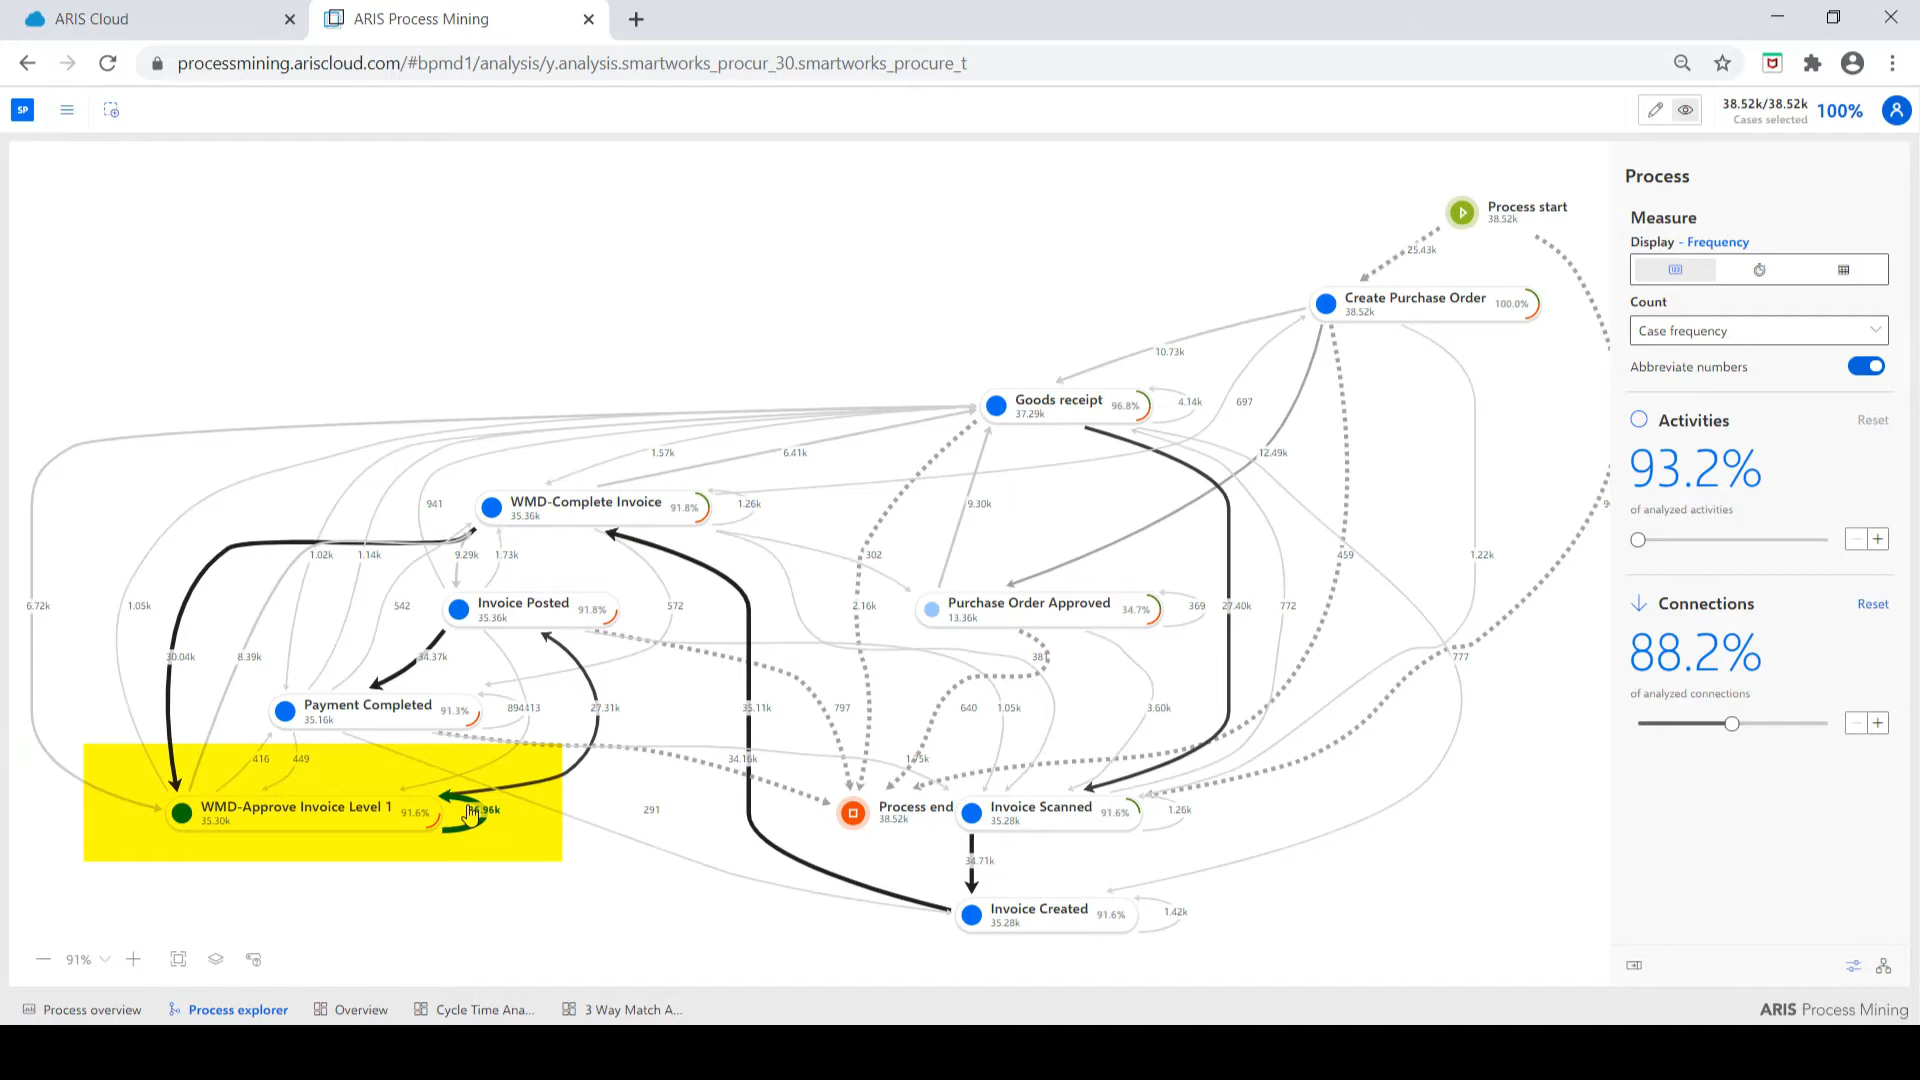 ARIS Cloud
ARIS Process Mining
processmining.ariscloud.com/#bpmd1/analysis/y.analysis.smartworks_procur_30.smartworks_procure_t
SP
38.52k/38.52k
Cases selected
100%
Process
Measure
Display - Frequency
Count
Case frequency
Abbreviate numbers
Activities
Reset
93.2%
of analyzed activities
Connections
Reset
88.2%
of analyzed connections
Process start
38.52k
25.43k
Create Purchase Order
38.52k
100.0%
10.73k
Goods receipt
37.29k
96.8%
4.14k
697
1.57k
6.41k
12.49k
WMD-Complete Invoice
35.36k
91.8%
941
1.26k
9.30k
1.02k
1.14k
9.29k
1.73k
302
459
1.22k
6.72k
1.05k
542
Invoice Posted
35.36k
91.8%
572
2.16k
Purchase Order Approved
13.36k
34.7%
369
27.40k
772
30.04k
8.39k
34.37k
381
777
Payment Completed
35.16k
91.3%
894
413
27.31k
35.11k
797
640
1.05k
3.60k
416
449
34.16k
1.75k
WMD-Approve Invoice Level 1
35.30k
91.6%
291
Process end
38.52k
Invoice Scanned
35.28k
91.6%
1.26k
34.71k
Invoice Created
35.28k
91.6%
1.42k
91%
Process overview
Process explorer
Overview
Cycle Time Ana...
3 Way Match A...
ARIS Process Mining